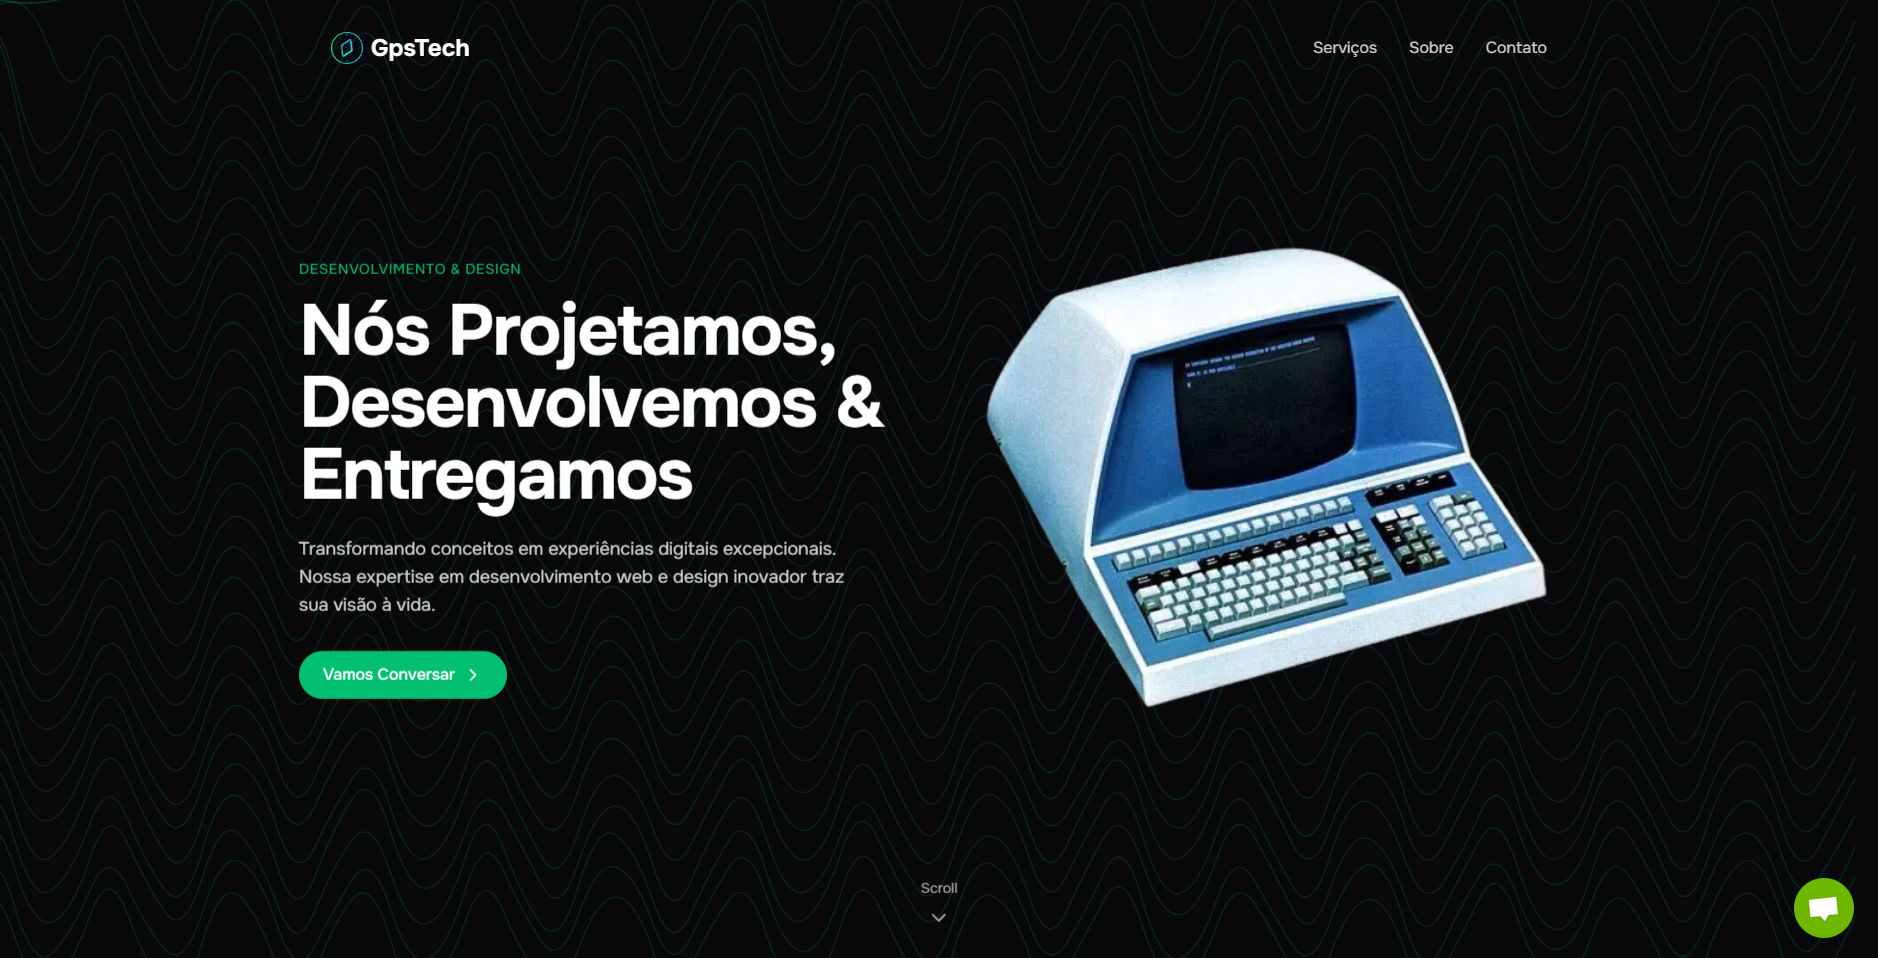 GpsTech
Serviços
Sobre
Contato
DESENVOLVIMENTO & DESIGN
Nós Projetamos,
Desenvolvemos &
Entregamos
Transformando conceitos em experiências digitais excepcionais.
Nossa expertise em desenvolvimento web e design inovador traz
sua visão à vida.
Vamos Conversar
Scroll